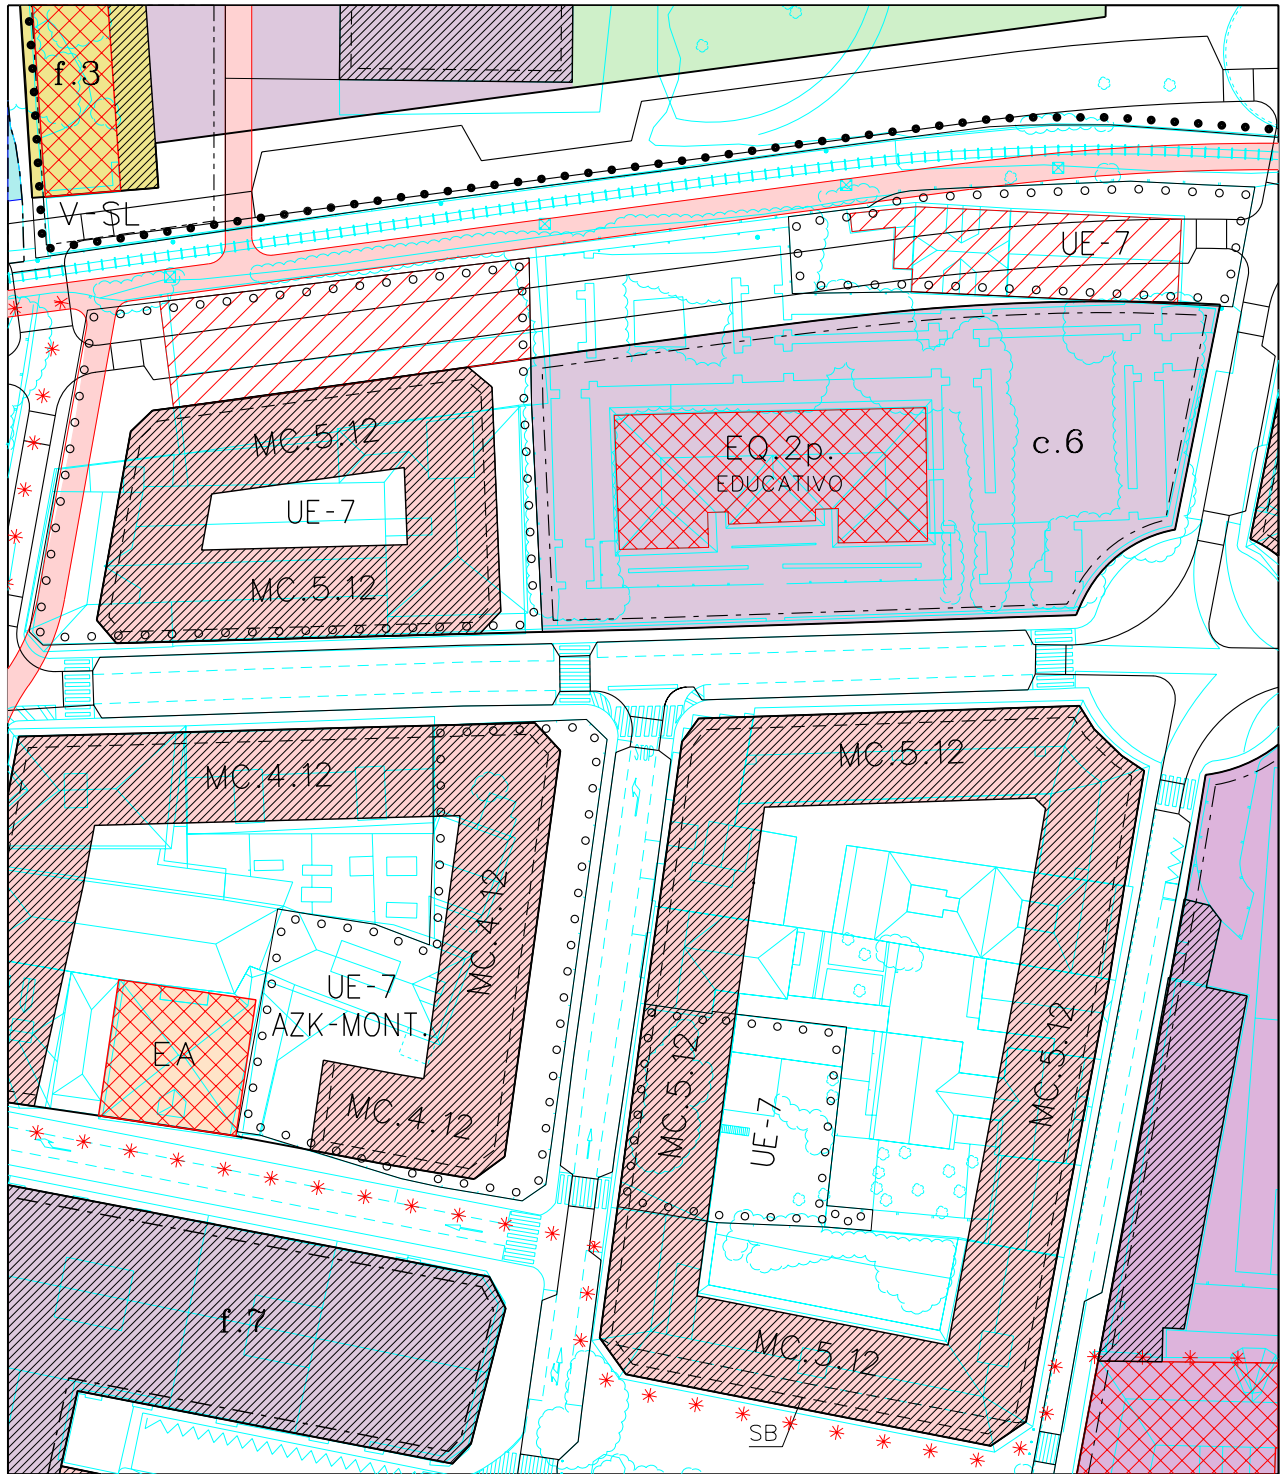 f.3
V-SL
UE-7
MC.5.12
EQ.2p.
EDUCATIVO
c.6
UE-7
MC.5.12
MC.4.12
MC.5.12
MC.4.12
UE-7
AZK-MONT.
EA
MC.5.12
MC.5.12
MC.4.12
UE-7
f.7
MC.5.12
SB